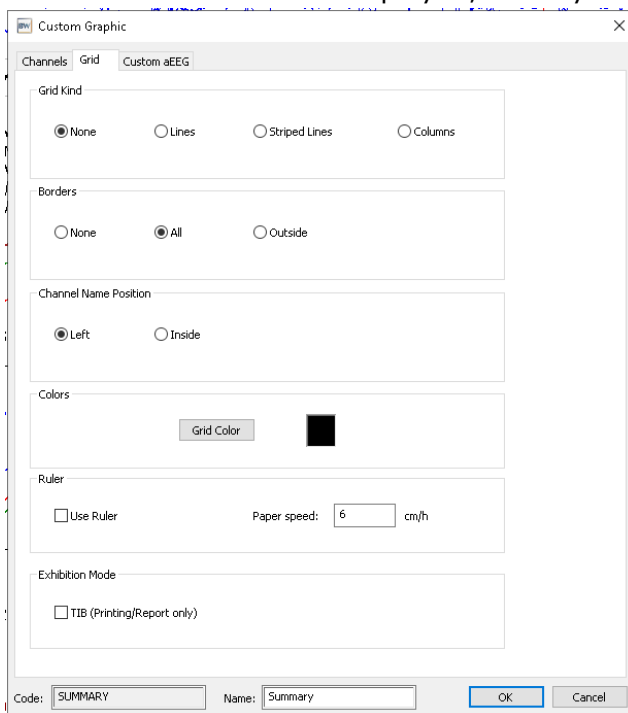 Custom Graphic
Channels Grid Custom aEEG
Grid Kind
None Lines Striped Lines Columns
Borders
None All Outside
Channel Name Position
Left Inside
Colors
Grid Color
Ruler
Use Ruler Paper speed: 6 cm/h
Exhibition Mode
TIB (Printing/Report only)
Code: SUMMARY Name: Summary OK Cancel